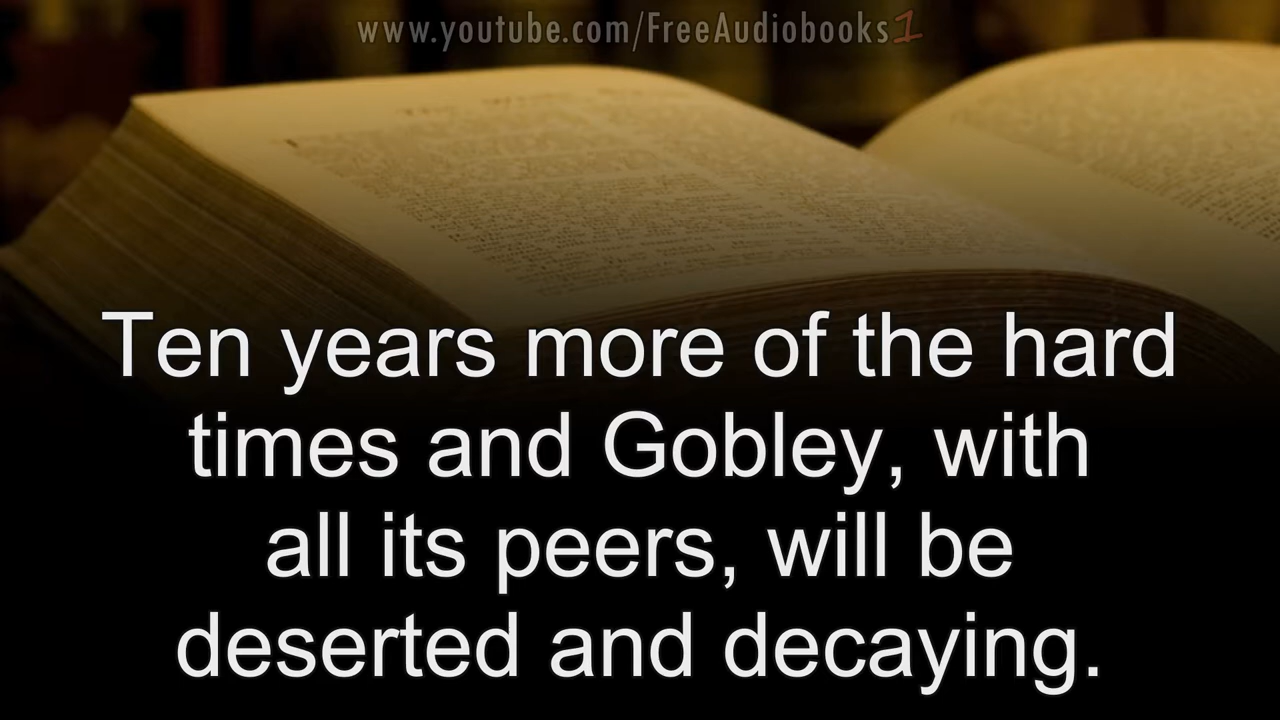 www.youtube.com/FreeAudiobooks1
Ten years more of the hard
times and Gobley, with
all its peers, will be
deserted and decaying.